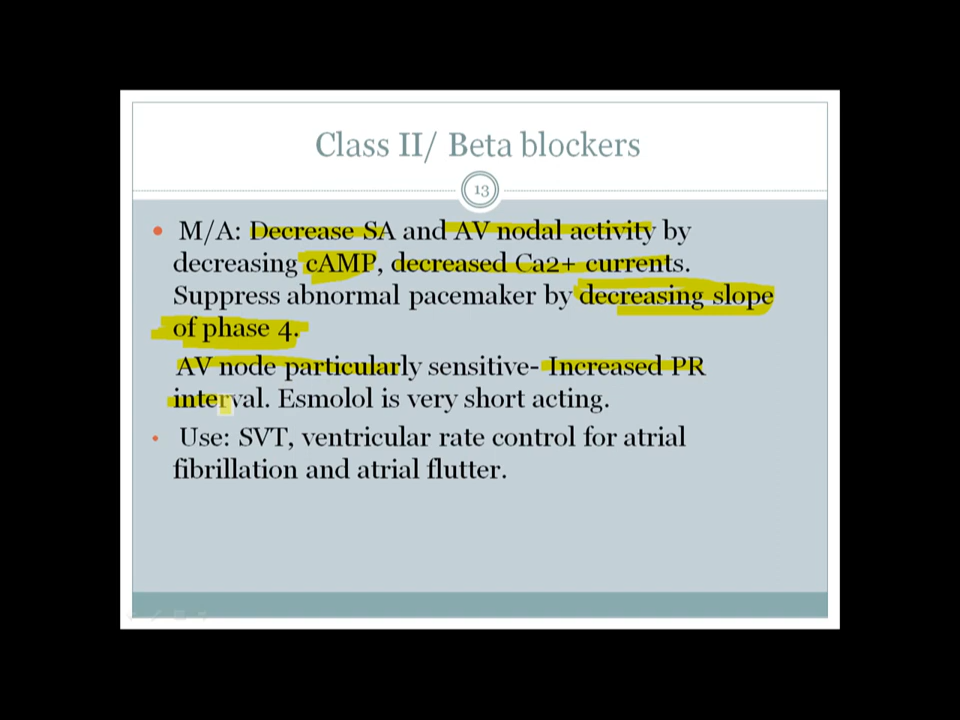 Class II/ Beta blockers
13
• M/A: Decrease SA and AV nodal activity by
decreasing cAMP, decreased Ca2+ currents.
Suppress abnormal pacemaker by decreasing slope
of phase 4.
AV node particularly sensitive- Increased PR
interval. Esmolol is very short acting.
• Use: SVT, ventricular rate control for atrial
fibrillation and atrial flutter.